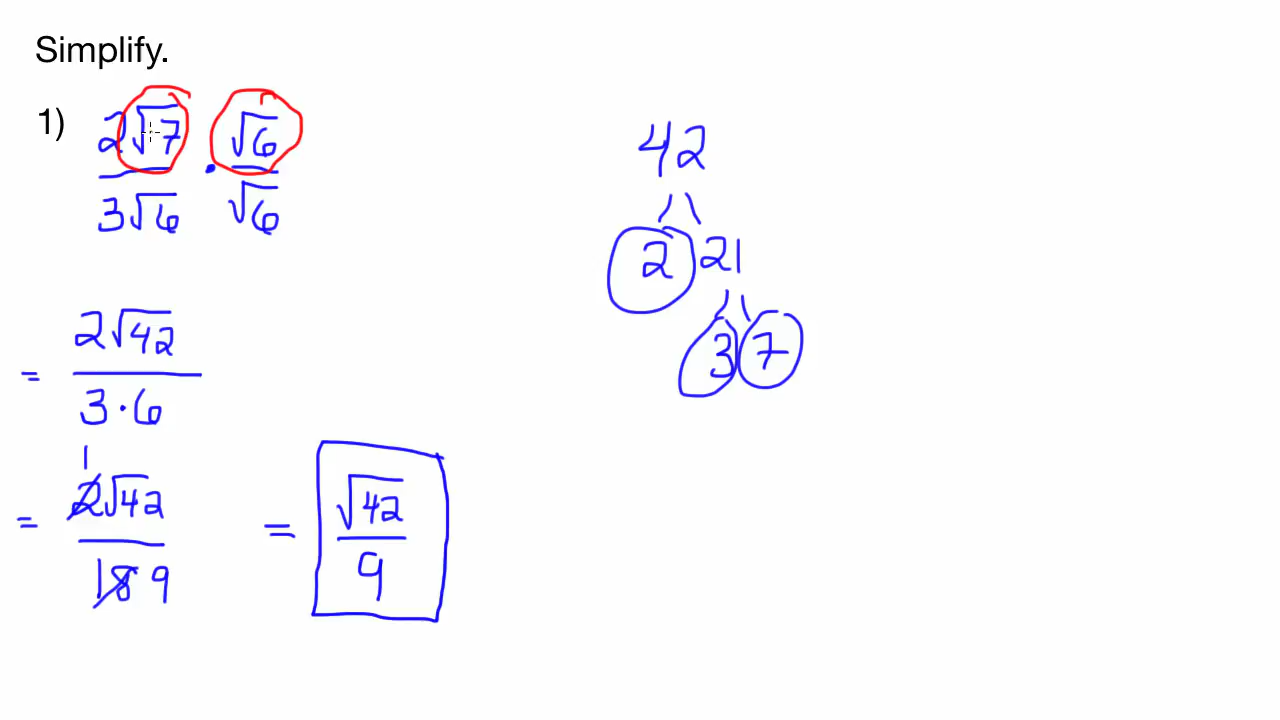 Simplify.
1) 2√7 / 3√6 · √6 / √6
= 2√42 / 3·6
= 1 2√42 / 18 9 = √42 / 9
42
2 21
3 7